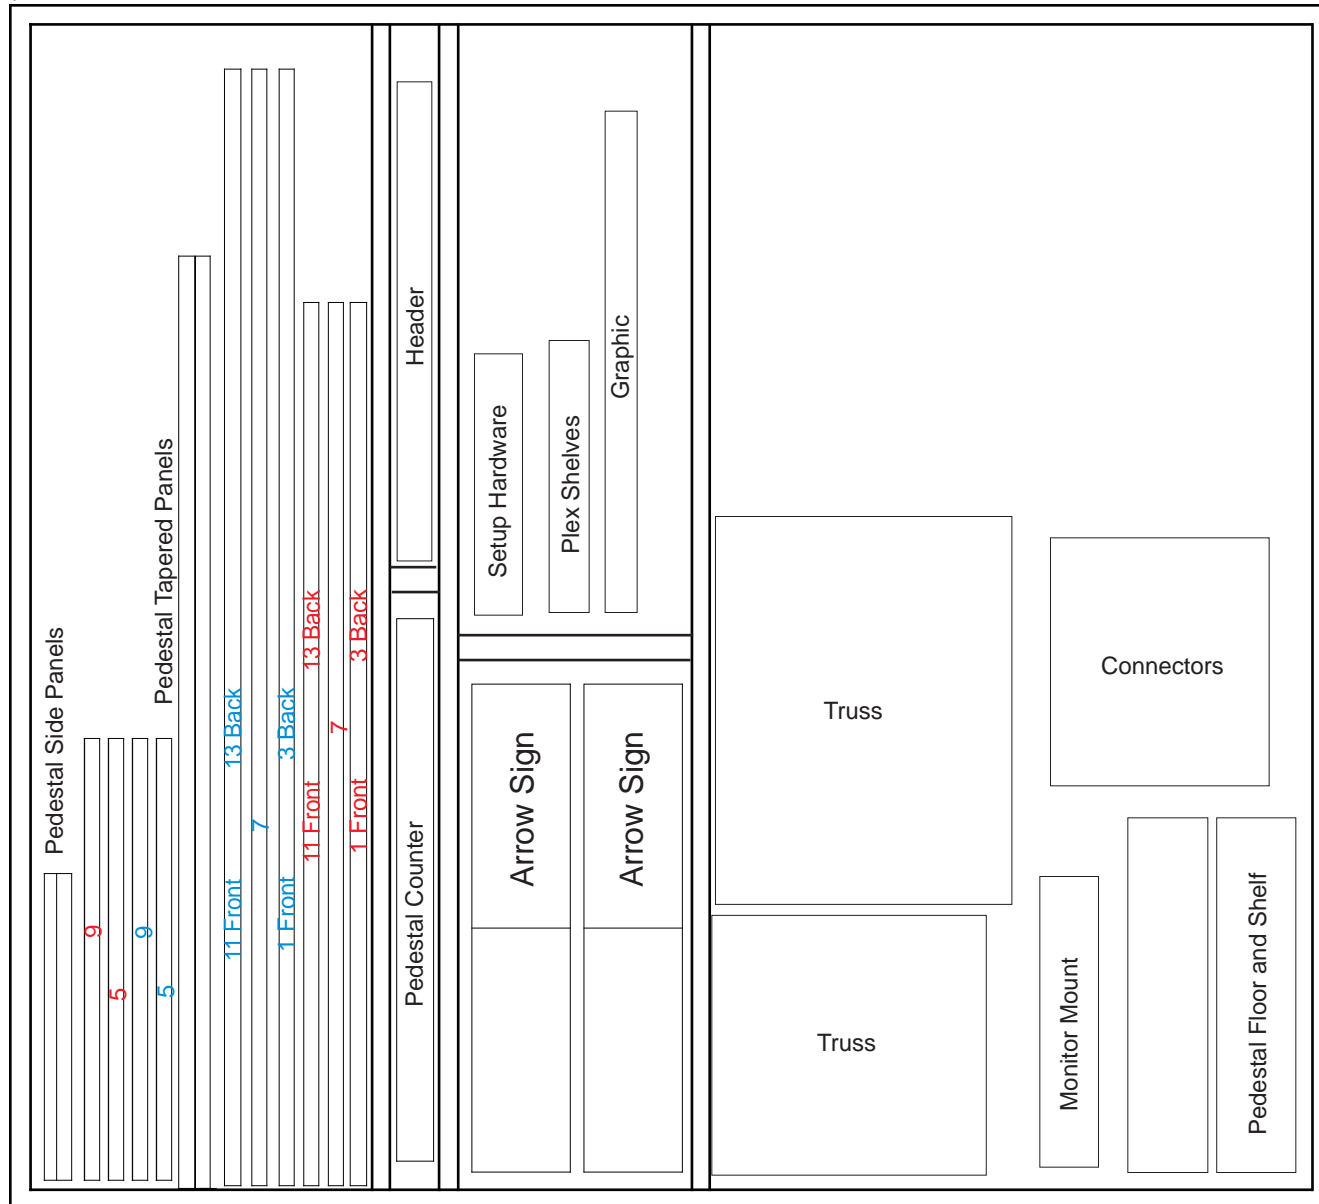 Pedestal Side Panels
9
5
9
5
Pedestal Tapered Panels
13 Back
11 Front
7
3 Back
1 Front
13 Back
11 Front
7
3 Back
1 Front
Header
Pedestal Counter
Setup Hardware
Plex Shelves
Graphic
Arrow Sign
Arrow Sign
Truss
Truss
Connectors
Monitor Mount
Pedestal Floor and Shelf